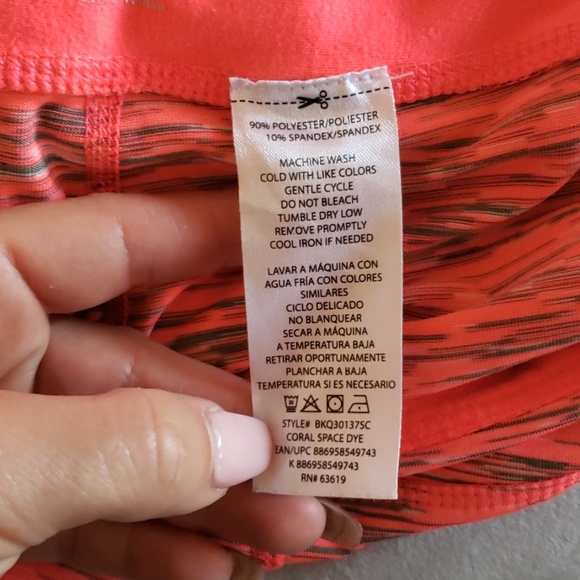 90% POLYESTER/POLIESTER
10% SPANDEX/SPANDEX
MACHINE WASH
COLD WITH LIKE COLORS
GENTLE CYCLE
DO NOT BLEACH
TUMBLE DRY LOW
REMOVE PROMPTLY
COOL IRON IF NEEDED
LAVAR A MÁQUINA CON
AGUA FRÍA CON COLORES
SIMILARES
CICLO DELICADO
NO BLANQUEAR
SECAR A MÁQUINA
A TEMPERATURA BAJA
RETIRAR OPORTUNAMENTE
PLANCHAR A BAJA
TEMPERATURA SI ES NECESARIO
STYLE# BKQ30137SC
CORAL SPACE DYE
EAN/UPC 886958549743
K 886958549743
RN# 63619